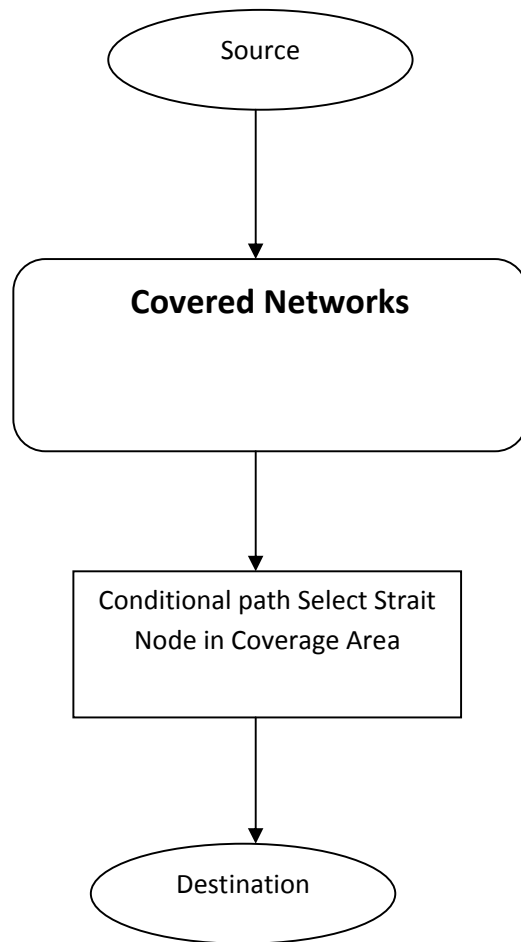 Source
Covered Networks
Conditional path Select Strait
Node in Coverage Area
Destination